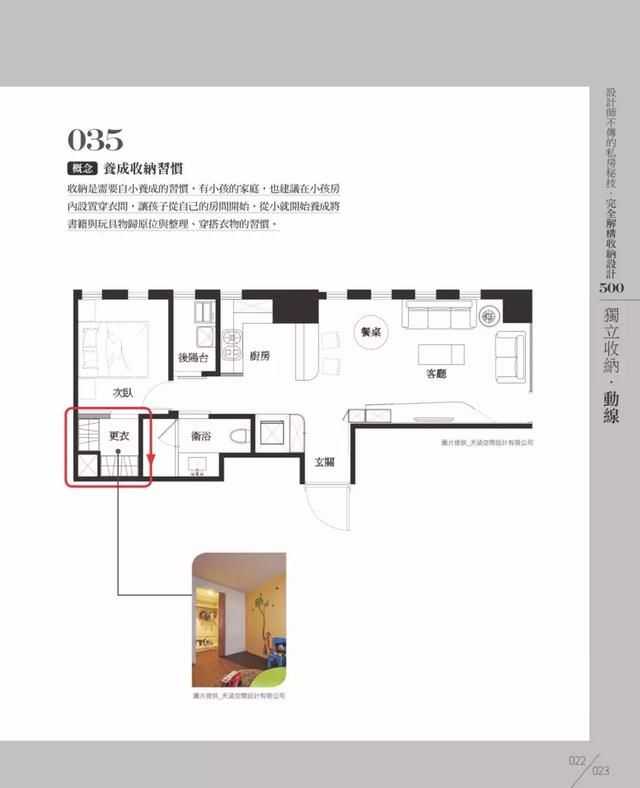 035
概念 養成收納習慣
收納是需要自小養成的習慣，有小孩的家庭，也建議在小孩房
內設置穿衣間，讓孩子從自己的房間開始，從小就開始養成將
書籍與玩具物歸原位與整理、穿搭衣物的習慣。
設計師不傳的私房秘技．完全解構收納設計500
獨立收納．動線
後陽台
廚房
餐桌
客廳
次臥
更衣
衛浴
玄關
圖片提供_天涵空間設計有限公司
圖片提供_天涵空間設計有限公司
022
023